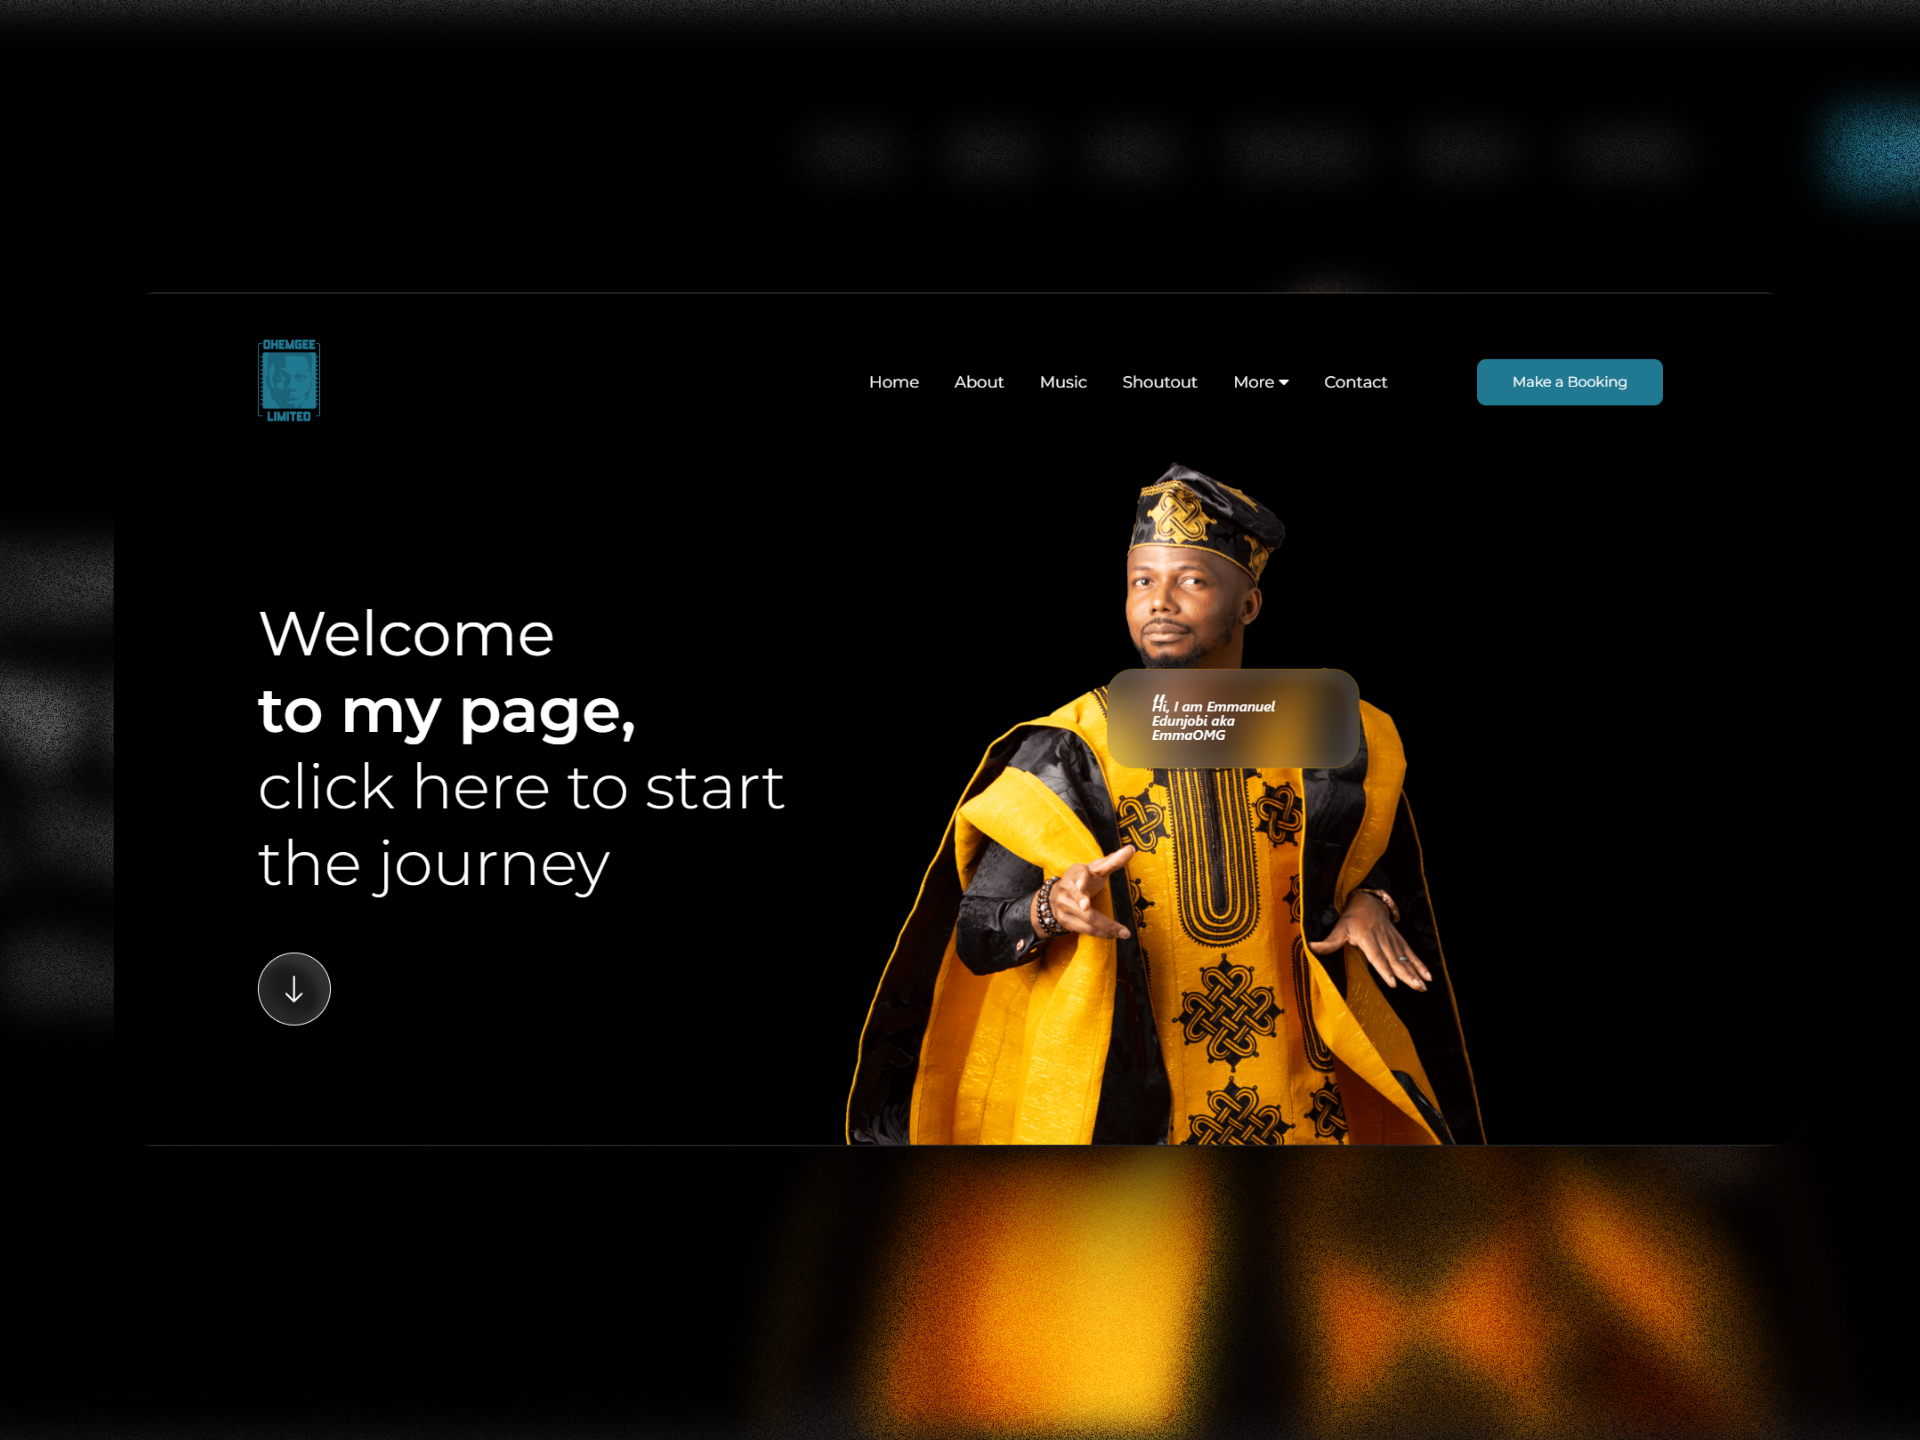 OHEMGEE
LIMITED
Home About Music Shoutout More Contact Make a Booking
Welcome
to my page,
click here to start
the journey
Hi, I am Emmanuel
Edunjobi aka
EmmaOMG